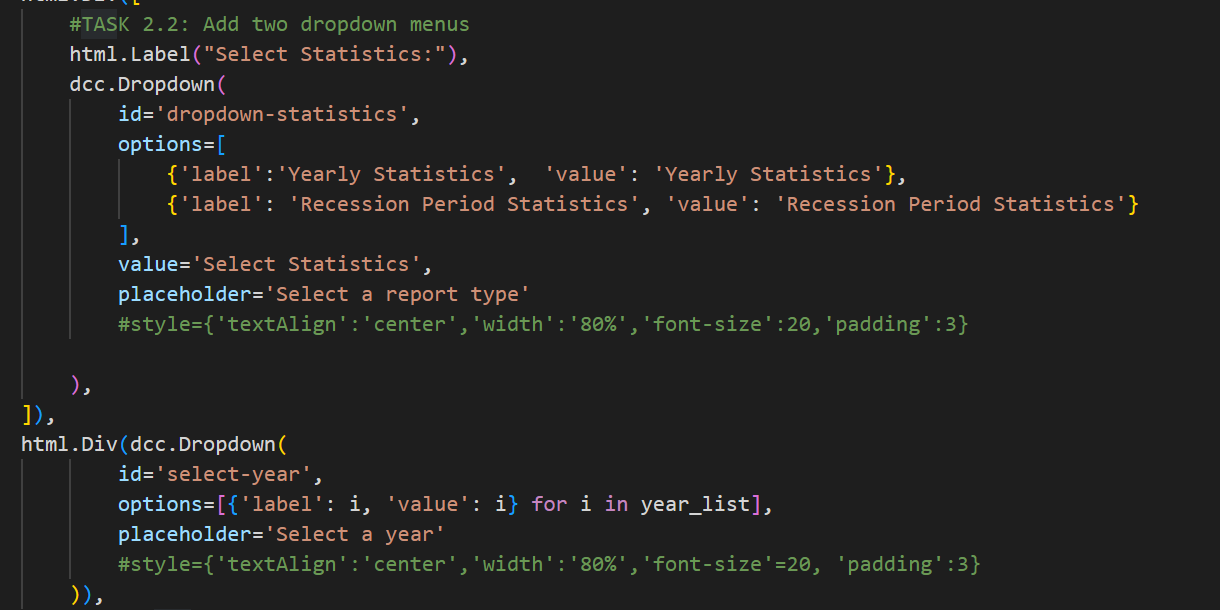 #TASK 2.2: Add two dropdown menus
html.Label("Select Statistics:"),
dcc.Dropdown(
id='dropdown-statistics',
options=[
{'label':'Yearly Statistics',  'value': 'Yearly Statistics'},
{'label': 'Recession Period Statistics', 'value': 'Recession Period Statistics'}
],
value='Select Statistics',
placeholder='Select a report type'
#style={'textAlign':'center','width':'80%','font-size':20,'padding':3}
),
]),
html.Div(dcc.Dropdown(
id='select-year',
options=[{'label': i, 'value': i} for i in year_list],
placeholder='Select a year'
#style={'textAlign':'center','width':'80%','font-size'=20, 'padding':3}
)),